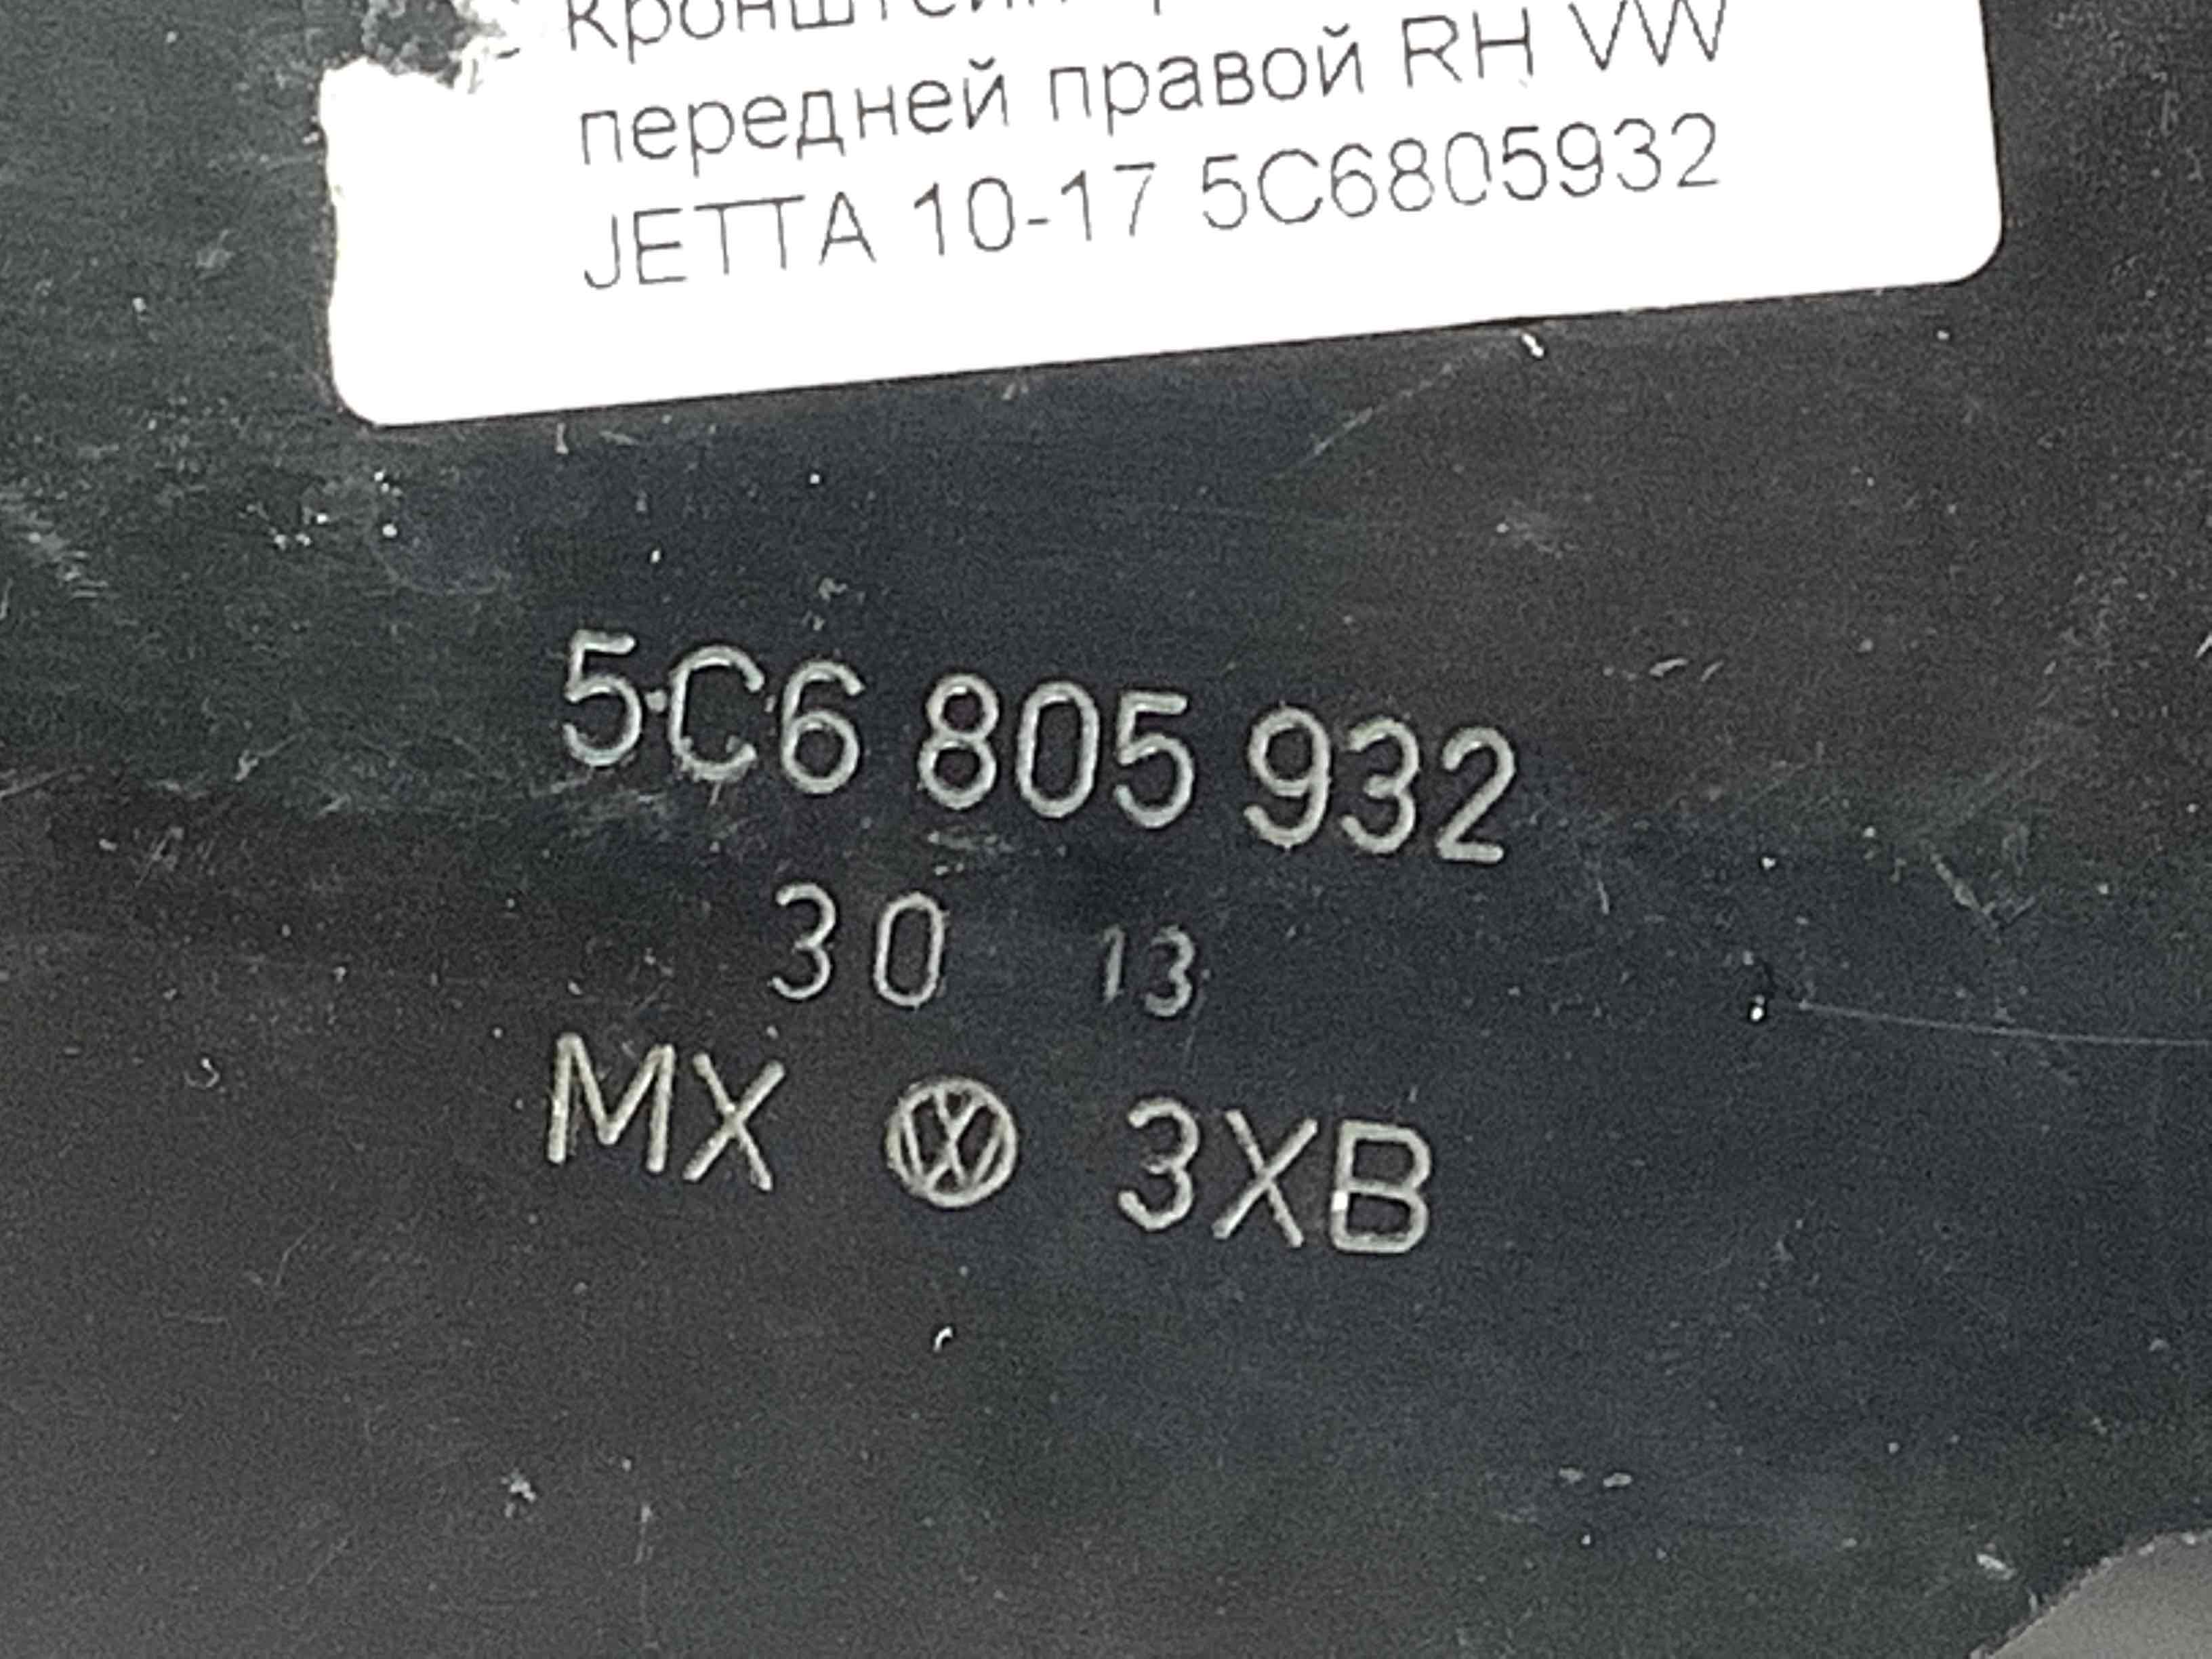 передней правой RH VW
JETTA 10-17 5C6805932
5C6 805 932
30 13
MX 3XB